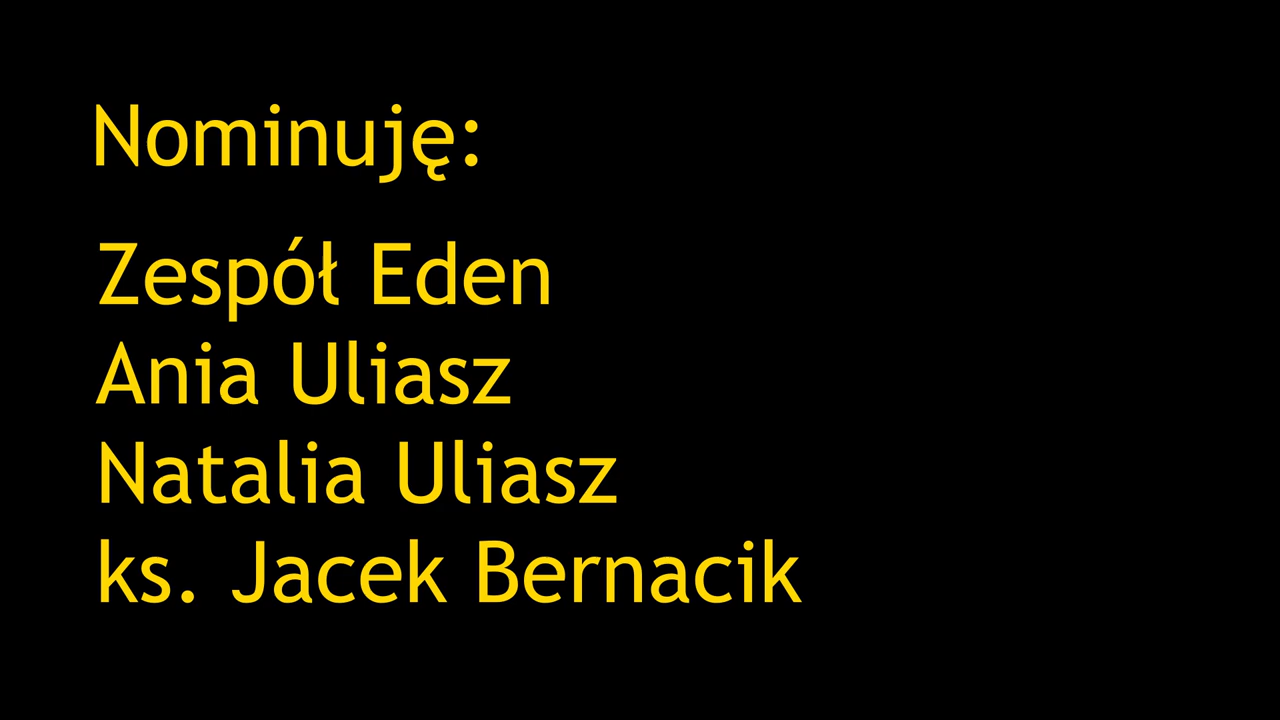 Nominuję:
Zespół Eden
Ania Uliasz
Natalia Uliasz
ks. Jacek Bernacik